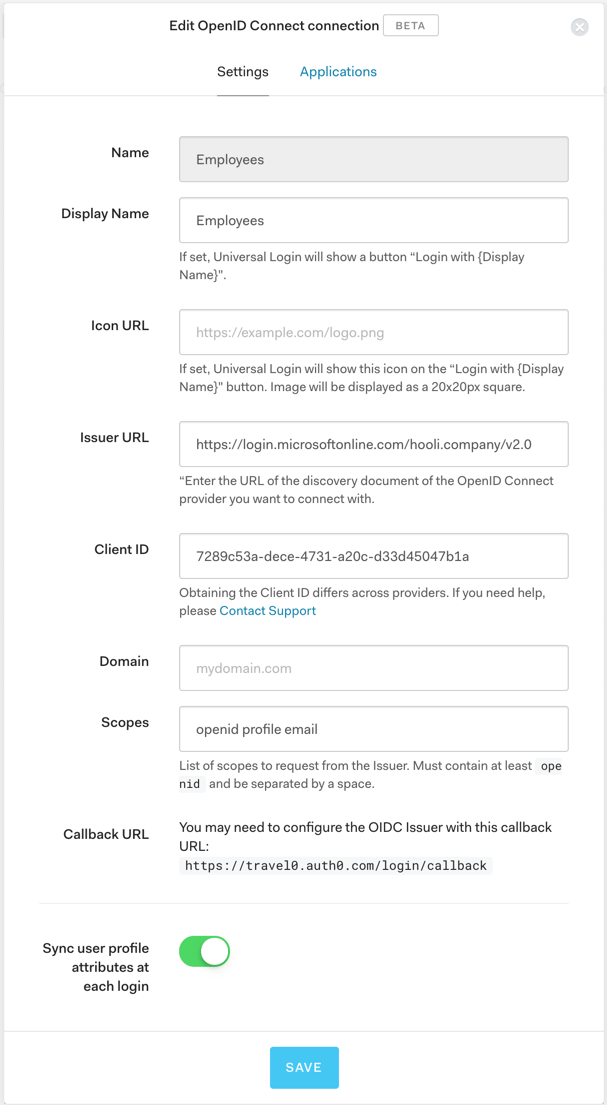 Edit OpenID Connect connection BETA
Settings Applications
Name Employees
Display Name Employees
If set, Universal Login will show a button “Login with {Display
Name}".
Icon URL https://example.com/logo.png
If set, Universal Login will show this icon on the “Login with {Display
Name}" button. Image will be displayed as a 20x20px square.
Issuer URL https://login.microsoftonline.com/hooli.company/v2.0
“Enter the URL of the discovery document of the OpenID Connect
provider you want to connect with.
Client ID 7289c53a-dece-4731-a20c-d33d45047b1a
Obtaining the Client ID differs across providers. If you need help,
please Contact Support
Domain mydomain.com
Scopes openid profile email
List of scopes to request from the Issuer. Must contain at least ope
nid and be separated by a space.
Callback URL You may need to configure the OIDC Issuer with this callback
URL:
https://travel0.auth0.com/login/callback
Sync user profile
attributes at
each login
SAVE